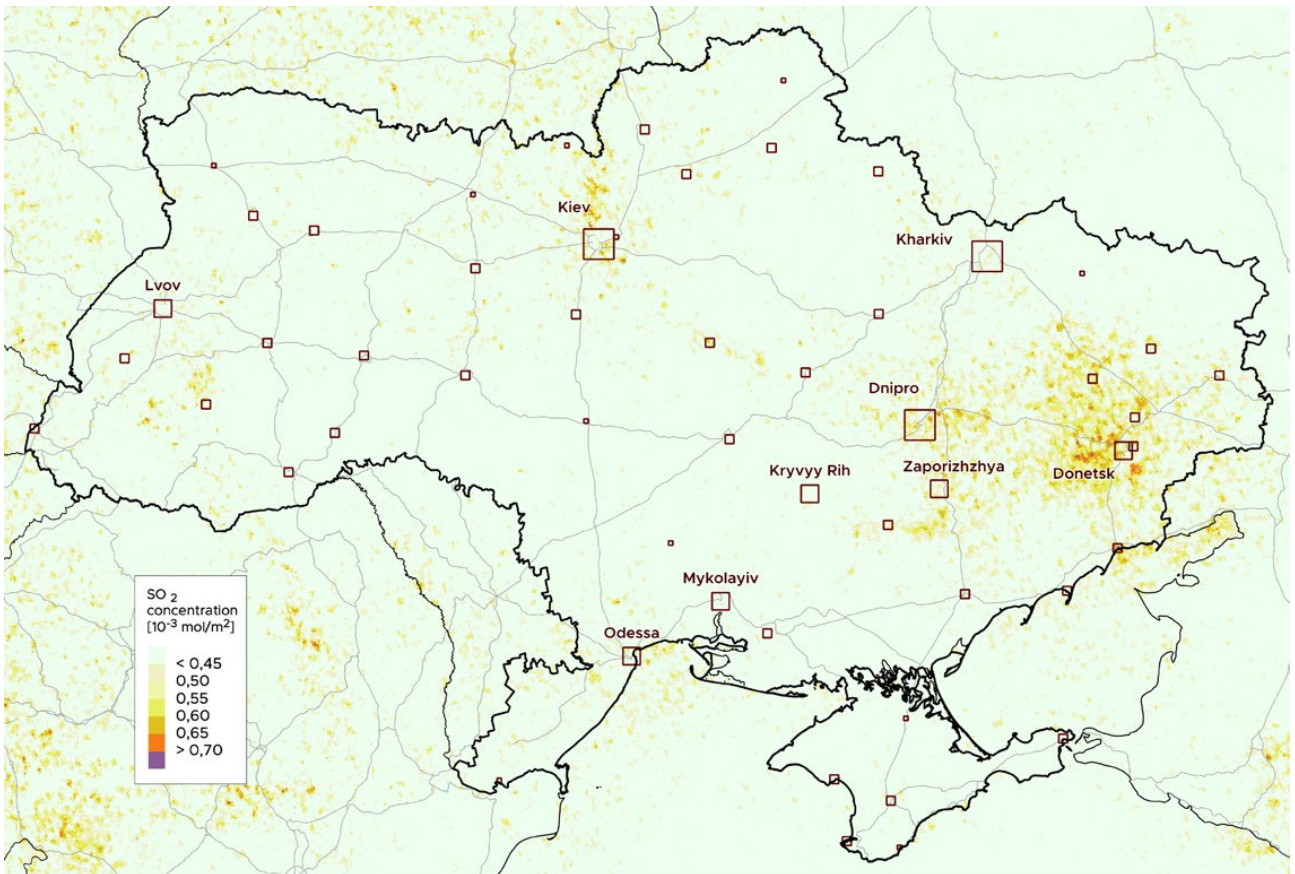 Kiev
Kharkiv
Lvov
Dnipro
Kryvyy Rih
Zaporizhzhya
Donetsk
Mykolayiv
Odessa
SO 2
concentration
[10-3 mol/m2]
< 0,45
0,50
0,55
0,60
0,65
> 0,70